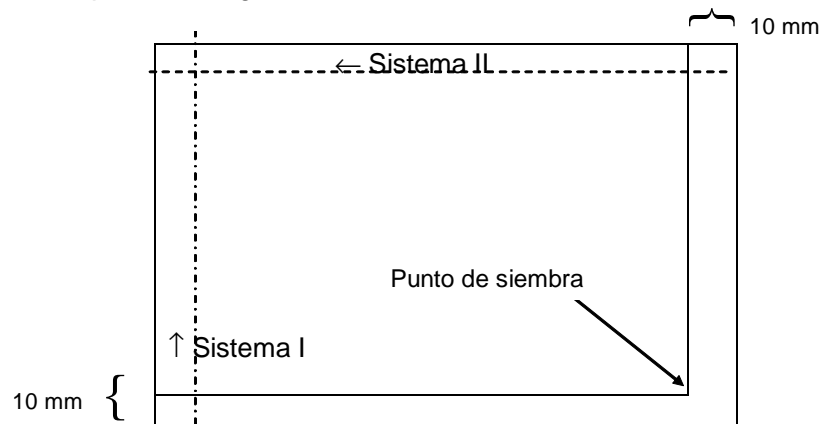 10 mm
← Sistema II
Punto de siembra
↑ Sistema I
10 mm